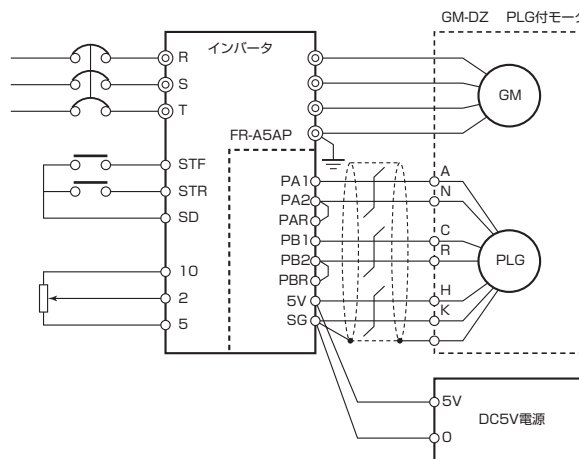 GM-DZ PLG付モータ
インバータ
R
S
T
GM
FR-A5AP
STF
STR
SD
PA1
PA2
PAR
PB1
PB2
PBR
5V
SG
A
N
C
R
H
K
PLG
10
2
5
5V
0
DC5V電源